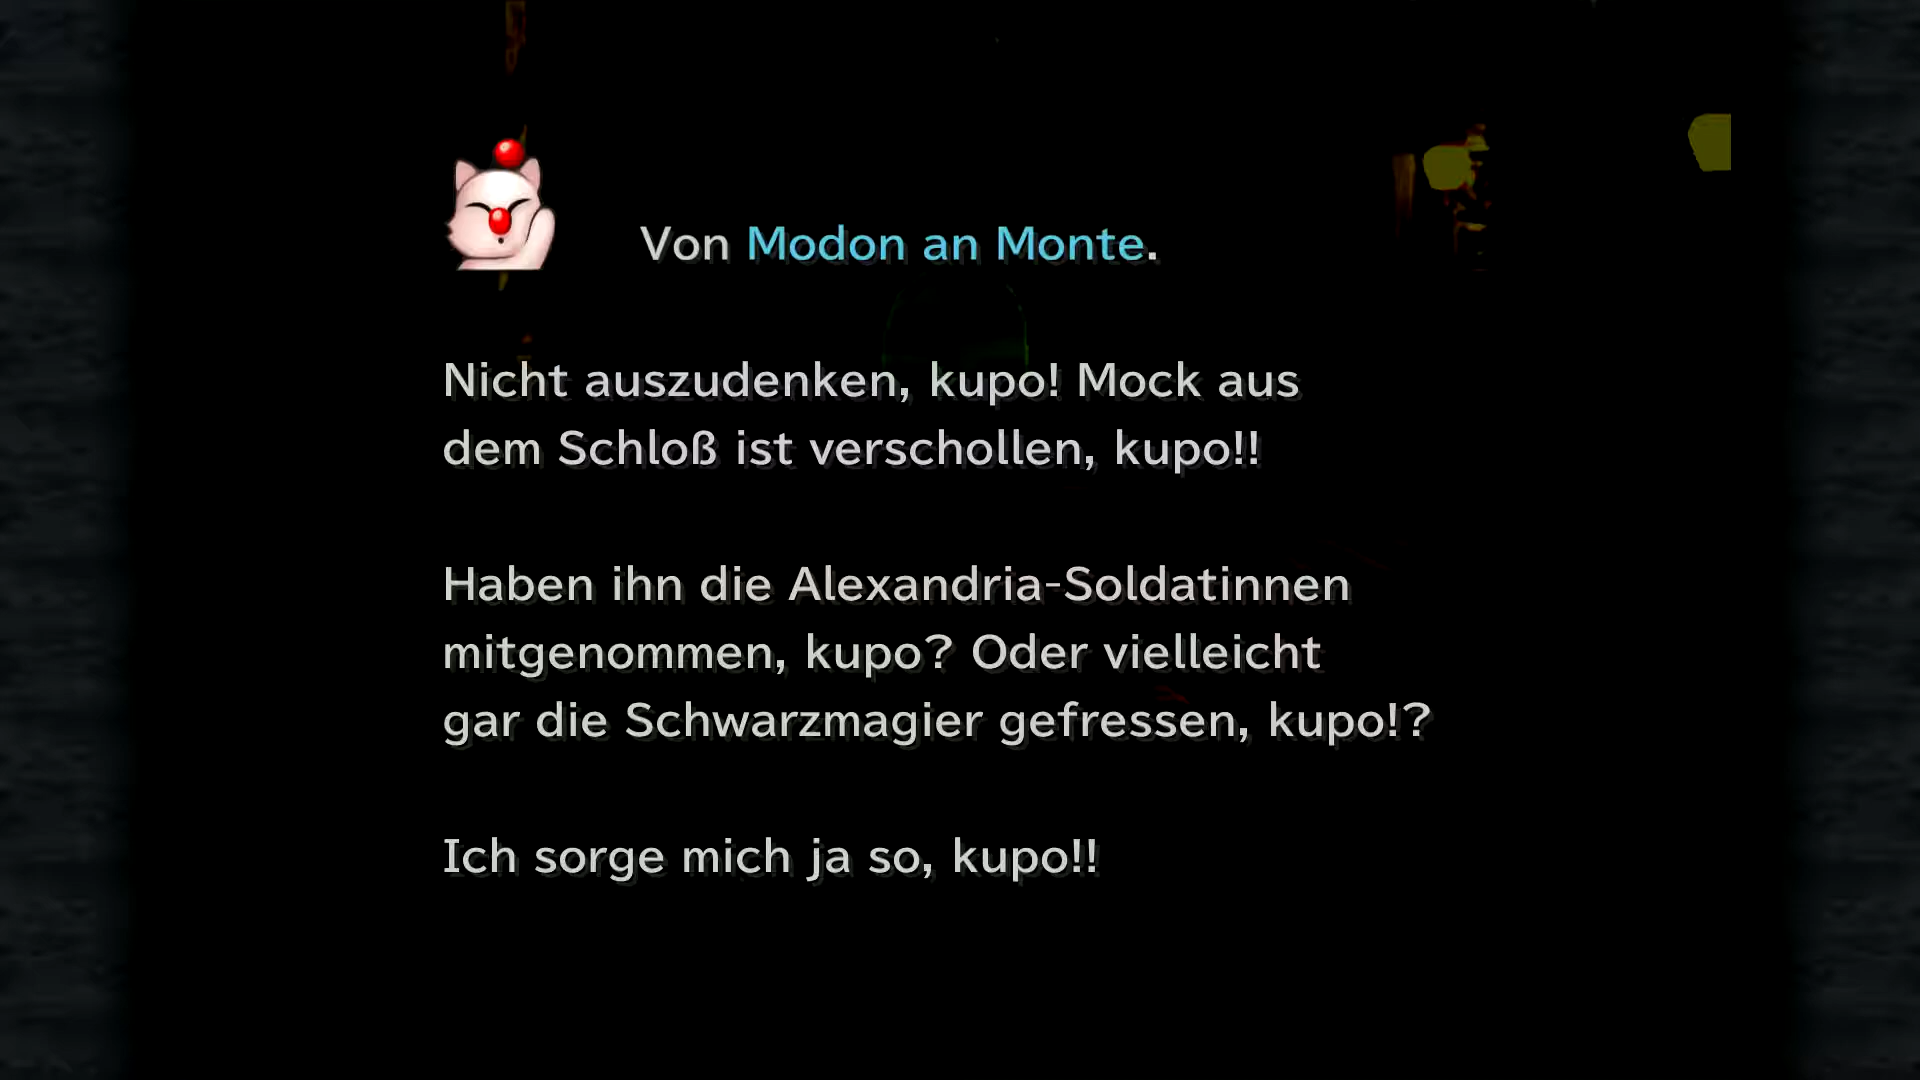 Von Modon an Monte.
Nicht auszudenken, kupo! Mock aus
dem Schloß ist verschollen, kupo!!
Haben ihn die Alexandria-Soldatinnen
mitgenommen, kupo? Oder vielleicht
gar die Schwarzmagier gefressen, kupo!?
Ich sorge mich ja so, kupo!!